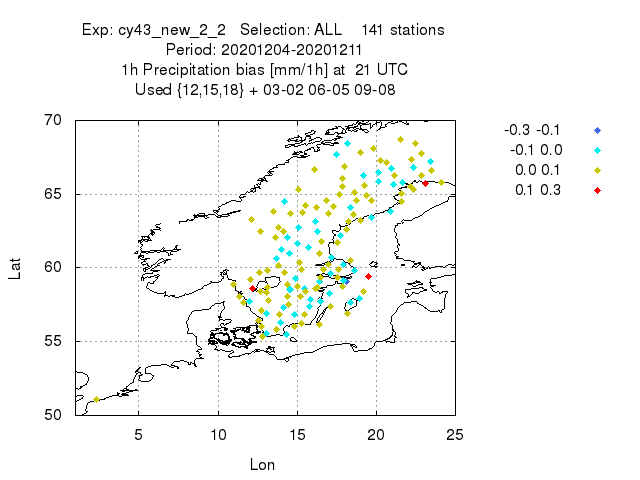 Exp: cy43_new_2_2   Selection: ALL    141 stations
Period: 20201204-20201211
1h Precipitation bias [mm/1h] at  21 UTC
Used {12,15,18} + 03-02 06-05 09-08
-0.3 -0.1
-0.1 0.0
0.0 0.1
0.1 0.3
70
65
60
55
50
Lat
5 10 15 20 25
Lon